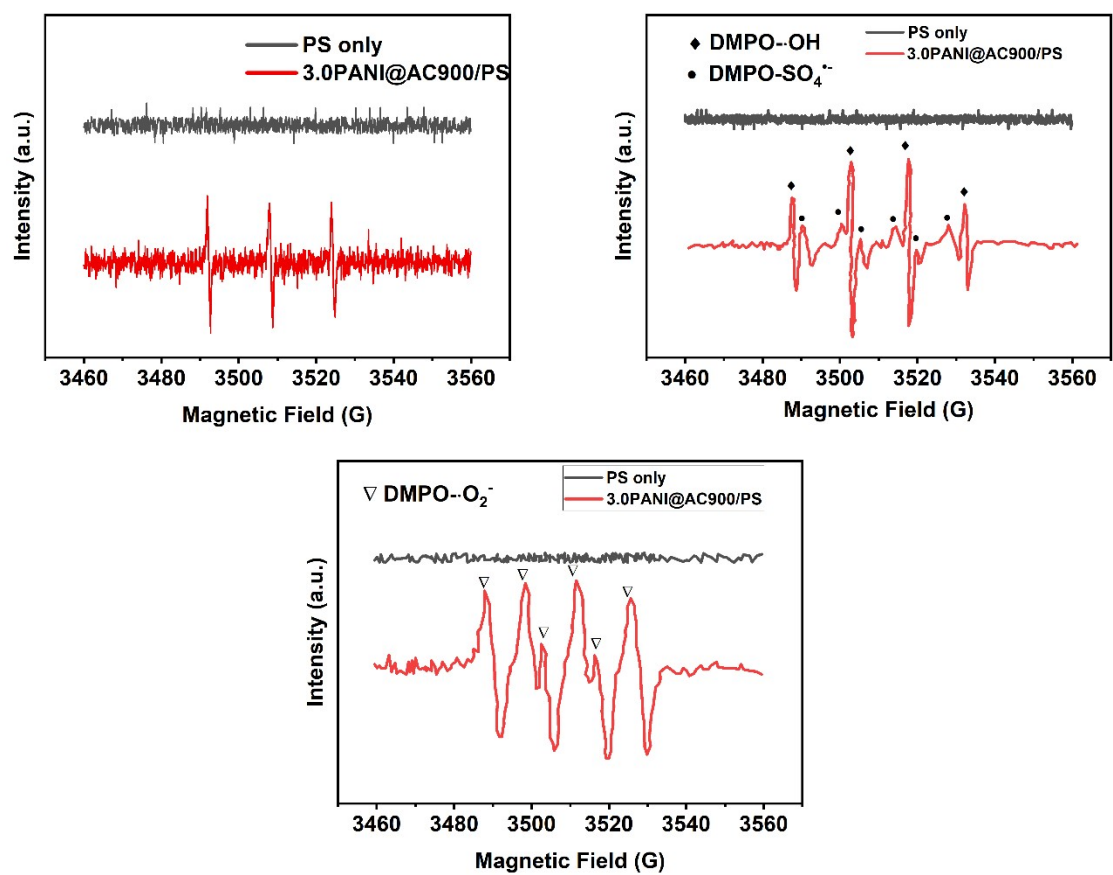 PS only
3.0PANI@AC900/PS
Intensity (a.u.)
3460 3480 3500 3520 3540 3560
Magnetic Field (G)
♦ DMPO-·OH
• DMPO-SO₄•-
PS only
3.0PANI@AC900/PS
Intensity (a.u.)
3460 3480 3500 3520 3540 3560
Magnetic Field (G)
▽ DMPO-·O₂⁻
PS only
3.0PANI@AC900/PS
Intensity (a.u.)
3460 3480 3500 3520 3540 3560
Magnetic Field (G)